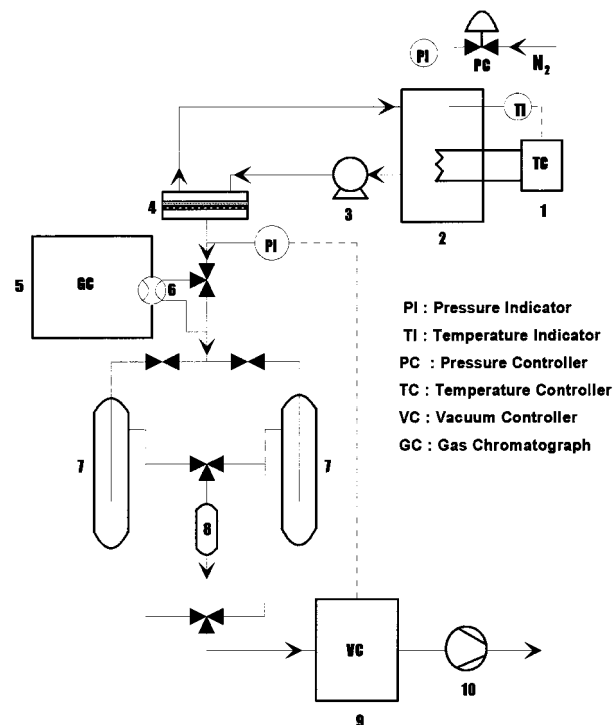 PI
PC
N2
TI
TC
1
2
3
4
PI
5
GC
6
PI : Pressure Indicator
TI : Temperature Indicator
PC : Pressure Controller
TC : Temperature Controller
VC : Vacuum Controller
GC : Gas Chromatograph
7
7
8
VC
9
10